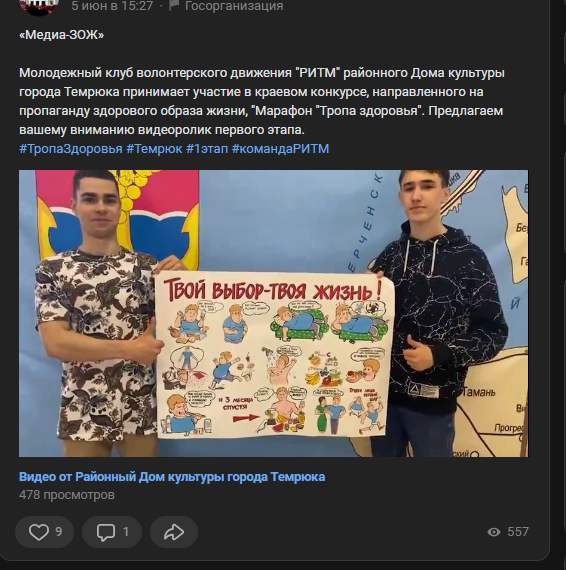 5 июн в 15:27 · Госорганизация
«Медиа-ЗОЖ»
Молодежный клуб волонтерского движения "РИТМ" районного Дома культуры
города Темрюка принимает участие в краевом конкурсе, направленного на
пропаганду здорового образа жизни, "Марафон "Тропа здоровья". Предлагаем
вашему вниманию видеоролик первого этапа.
#ТропаЗдоровья #Темрюк #1этап #командаРИТМ
ЕРЧЕНСК
Твой выбор-твоя жизнь!
и 3 месяца
спустя
Тамань
Видео от Районный Дом культуры города Темрюка
478 просмотров
9
1
557